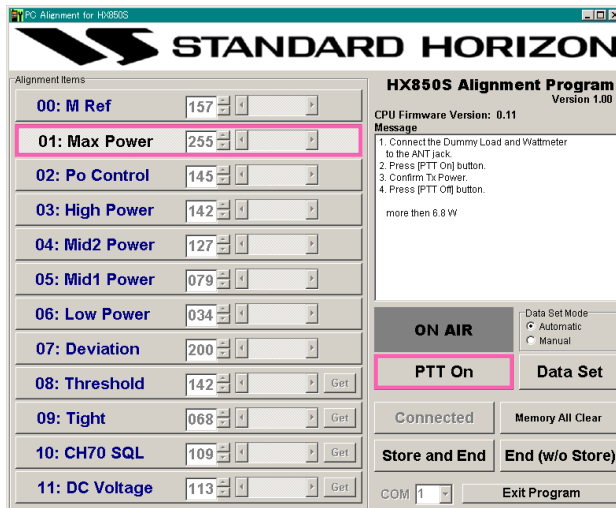 PC Alignment for HX850S
STANDARD HORIZON
Alignment Items
00: M Ref 157
01: Max Power 255
02: Po Control 145
03: High Power 142
04: Mid2 Power 127
05: Mid1 Power 079
06: Low Power 034
07: Deviation 200
08: Threshold 142 Get
09: Tight 068 Get
10: CH70 SQL 109 Get
11: DC Voltage 113 Get
HX850S Alignment Program
Version 1.00
CPU Firmware Version: 0.11
Message
1. Connect the Dummy Load and Wattmeter
to the ANT jack.
2. Press [PTT On] button.
3. Confirm Tx Power.
4. Press [PTT Off] button.
more then 6.8 W
ON AIR
Data Set Mode
Automatic
Manual
PTT On
Data Set
Connected
Memory All Clear
Store and End
End (w/o Store)
COM 1
Exit Program